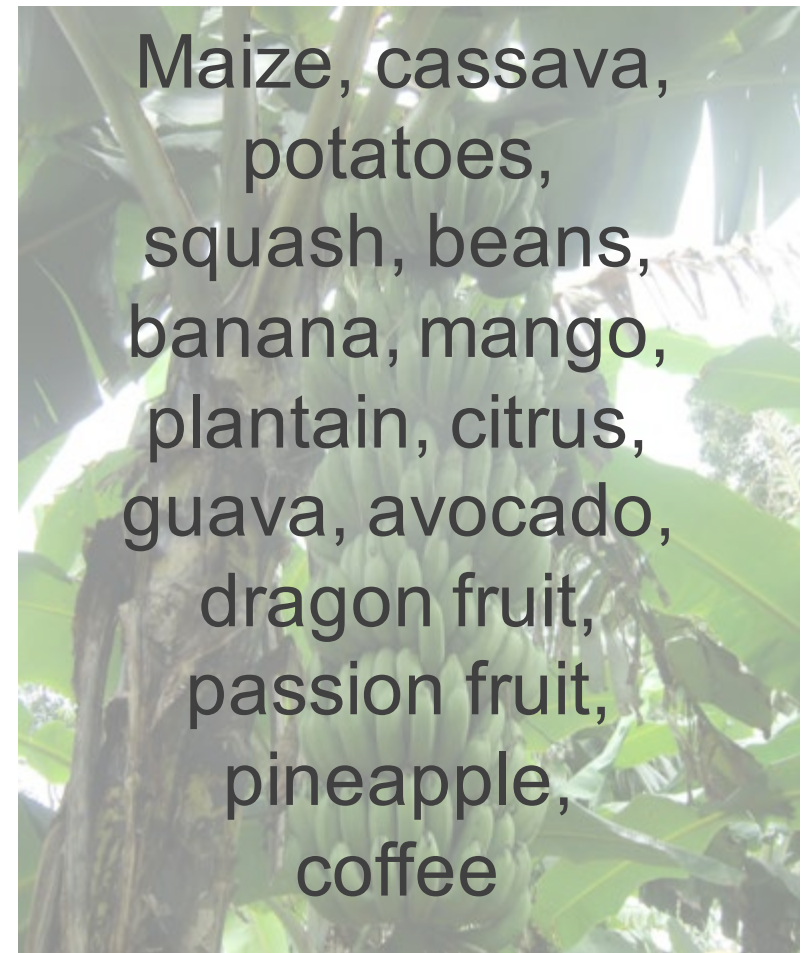 Maize, cassava,
potatoes,
squash, beans,
banana, mango,
plantain, citrus,
guava, avocado,
dragon fruit,
passion fruit,
pineapple,
coffee